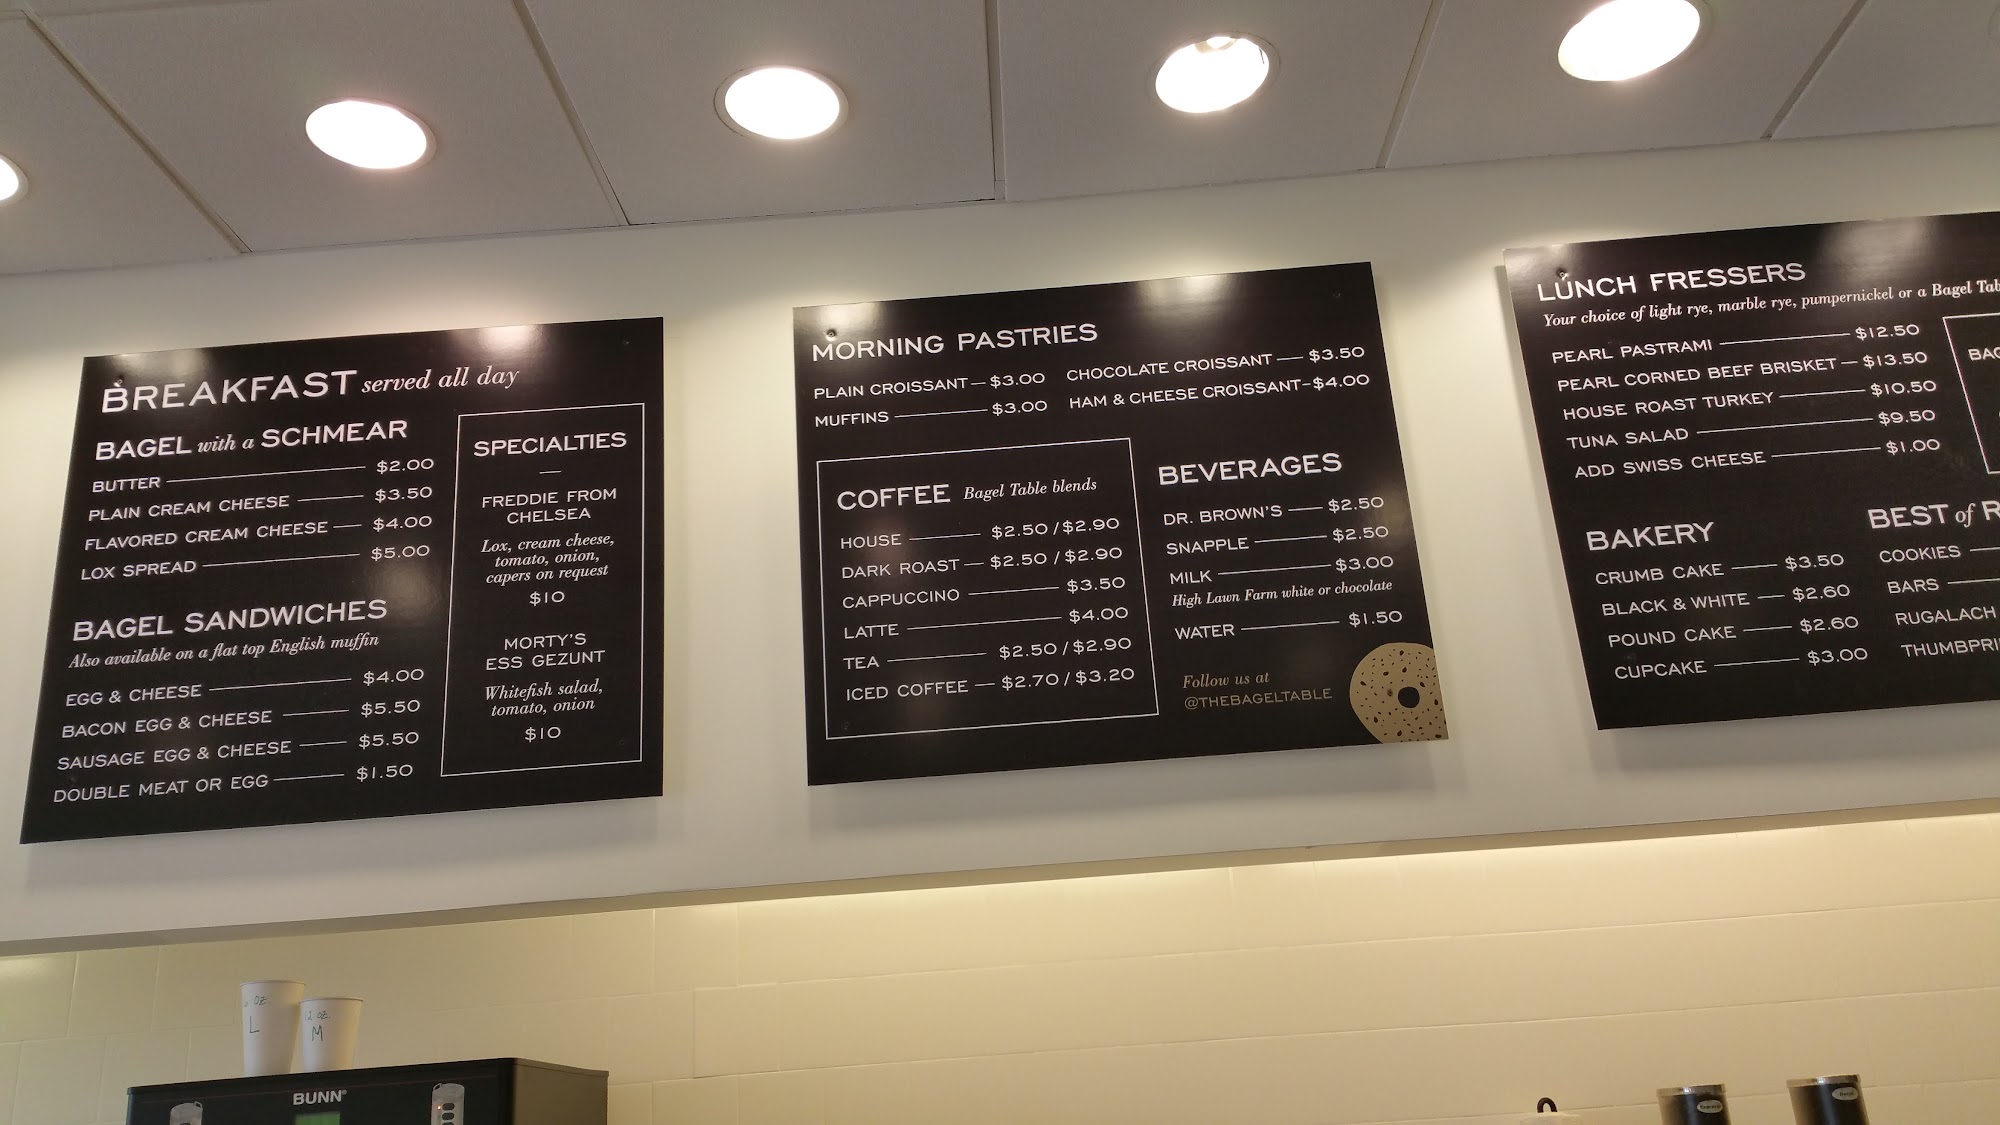 BREAKFAST served all day
BAGEL with a SCHMEAR
BUTTER $2.00
PLAIN CREAM CHEESE $3.50
FLAVORED CREAM CHEESE $4.00
LOX SPREAD $5.00
BAGEL SANDWICHES
Also available on a flat top English muffin
EGG & CHEESE $4.00
BACON EGG & CHEESE $5.50
SAUSAGE EGG & CHEESE $5.50
DOUBLE MEAT OR EGG $1.50
SPECIALTIES
FREDDIE FROM
CHELSEA
Lox, cream cheese,
tomato, onion,
capers on request
$10
MORTY'S
ESS GEZUNT
Whitefish salad,
tomato, onion
$10
MORNING PASTRIES
PLAIN CROISSANT $3.00
MUFFINS $3.00
CHOCOLATE CROISSANT $3.50
HAM & CHEESE CROISSANT $4.00
COFFEE Bagel Table blends
HOUSE $2.50 / $2.90
DARK ROAST $2.50 / $2.90
CAPPUCCINO $3.50
LATTE $4.00
TEA $2.50 / $2.90
ICED COFFEE $2.70 / $3.20
BEVERAGES
DR. BROWN'S $2.50
SNAPPLE $2.50
MILK $3.00
High Lawn Farm white or chocolate
WATER $1.50
Follow us at
@THEBAGELTABLE
LUNCH FRESSERS
Your choice of light rye, marble rye, pumpernickel or a Bagel
PEARL PASTRAMI $12.50
PEARL CORNED BEEF BRISKET $13.50
HOUSE ROAST TURKEY $10.50
TUNA SALAD $9.50
ADD SWISS CHEESE $1.00
BAKERY
CRUMB CAKE $3.50
BLACK & WHITE $2.60
POUND CAKE $2.60
CUPCAKE $3.00
BEST of
COOKIES
BARS
RUGALACH
OZ.
L
12 OZ.
M
BUNN